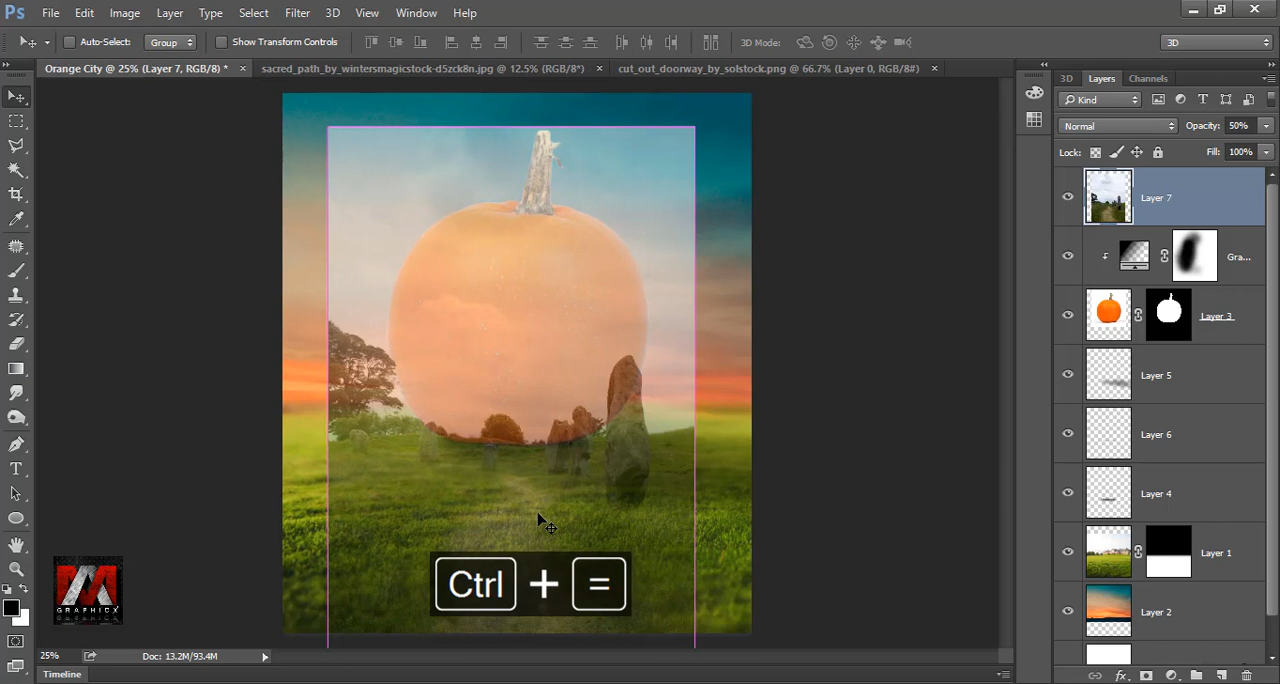 Ps File Edit Image Layer Type Select Filter 3D View Window Help
Auto-Select: Group Show Transform Controls 3D Mode: 3D
Orange City @ 25% (Layer 7, RGB/8) * × sacred_path_by_wintersmagicstock-d5zck8n.jpg @ 12.5% (RGB/8*) × cut_out_doorway_by_solstock.png @ 66.7% (Layer 0, RGB/8#) ×
3D Layers Channels
Kind
Normal Opacity: 50%
Lock: Fill: 100%
Layer 7
Gra...
Layer 3
Layer 5
Layer 6
Layer 4
Layer 1
Layer 2
Ctrl + =
GRAPHICX
25% Doc: 13.2M/93.4M
Timeline